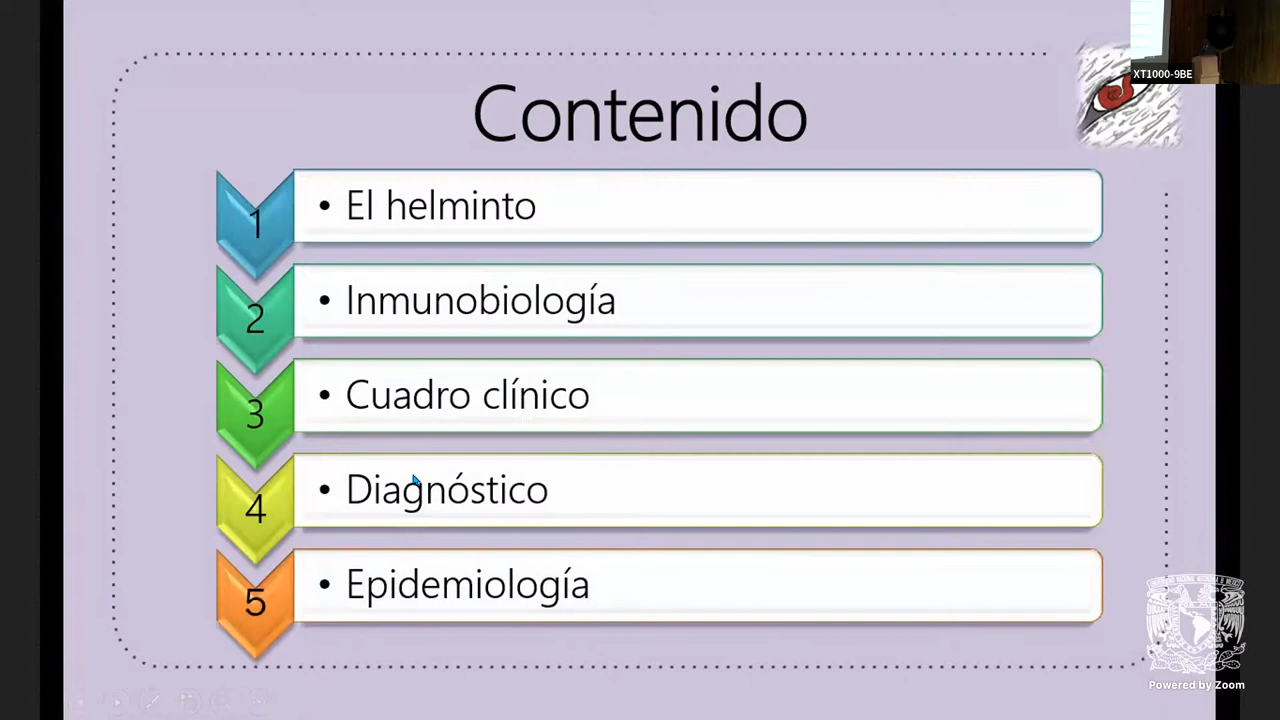 XT1000-9BE
Contenido
1
• El helminto
2
• Inmunobiología
3
• Cuadro clínico
4
• Diagnóstico
5
• Epidemiología
Powered by Zoom